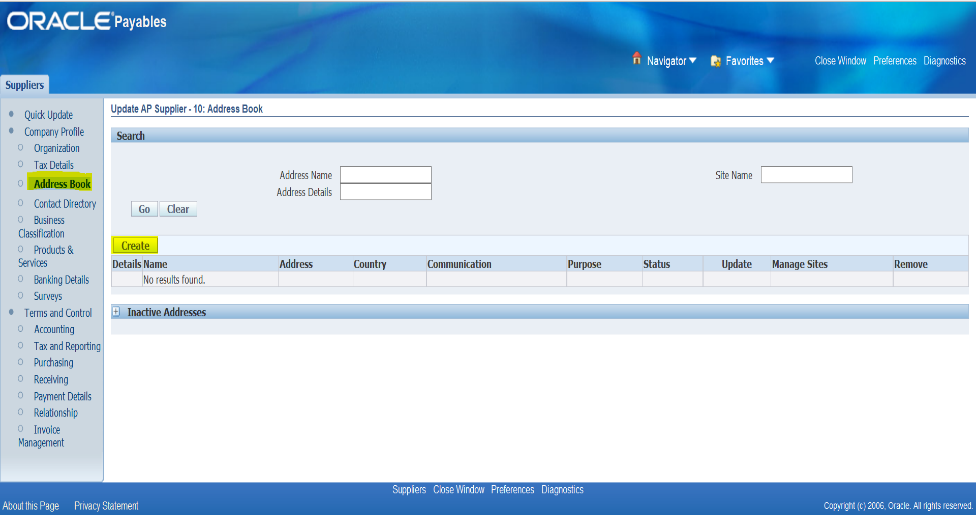 ORACLE® Payables
Navigator Favorites Close Window Preferences Diagnostics
Suppliers
Quick Update
Company Profile
Organization
Tax Details
Address Book
Contact Directory
Business
Classification
Products &
Services
Banking Details
Surveys
Terms and Control
Accounting
Tax and Reporting
Purchasing
Receiving
Payment Details
Relationship
Invoice
Management
Update AP Supplier - 10: Address Book
Search
Address Name Site Name
Address Details
Go Clear
Create
Details Name Address Country Communication Purpose Status Update Manage Sites Remove
No results found.
Inactive Addresses
Suppliers Close Window Preferences Diagnostics
About this Page Privacy Statement Copyright (c) 2006, Oracle. All rights reserved.